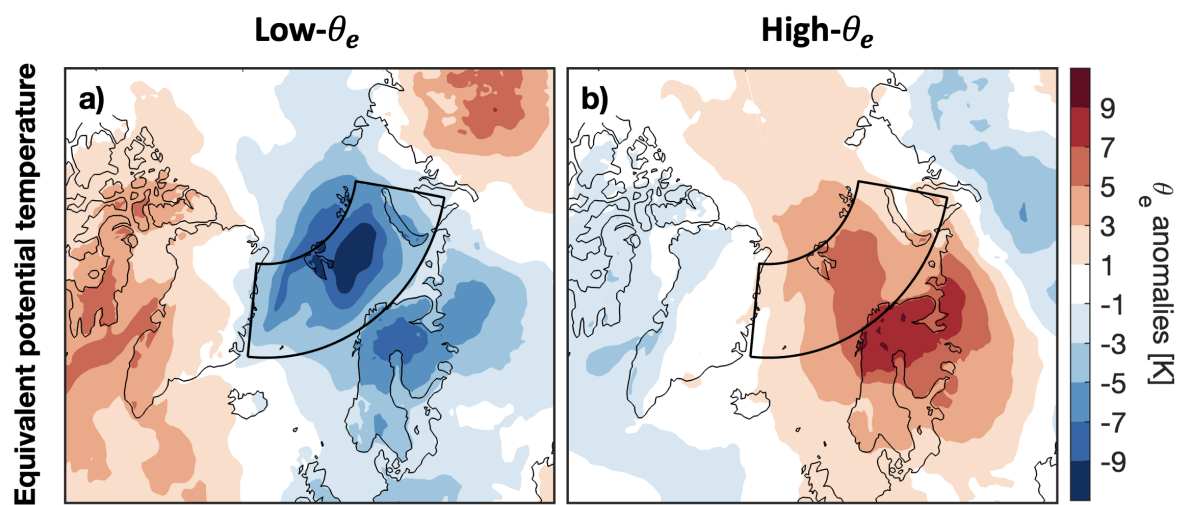 Low-θₑ
High-θₑ
Equivalent potential temperature
a)
b)
9
7
5
3
1
-1
-3
-5
-7
-9
θₑ anomalies [K]